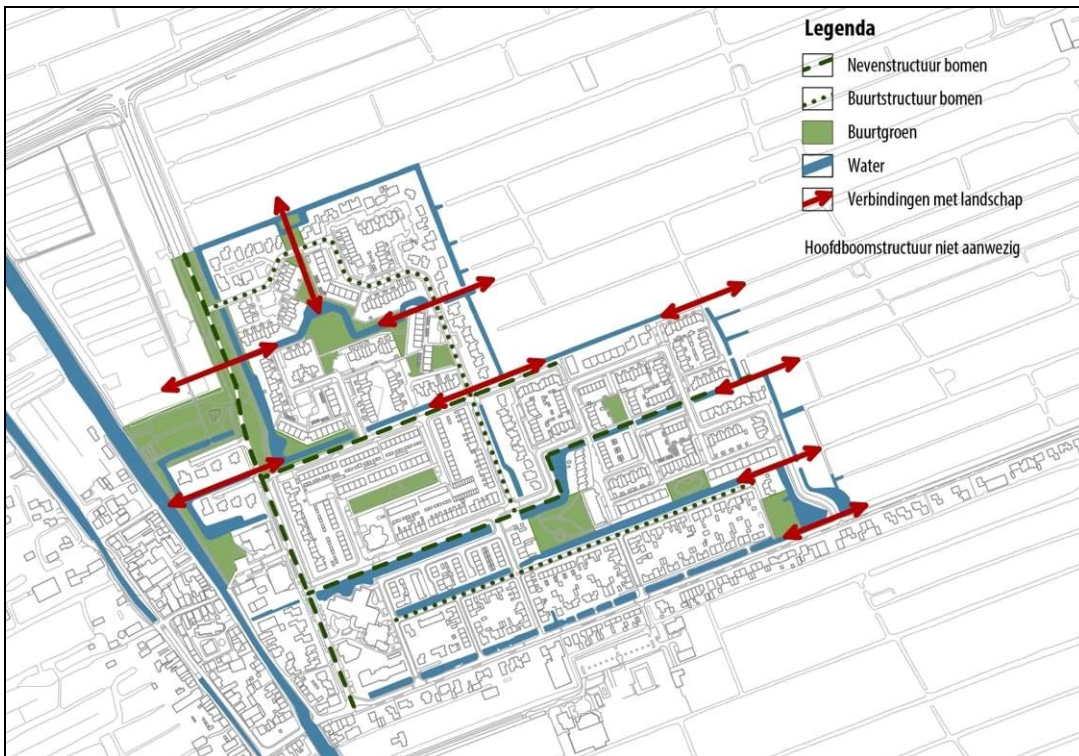 Legenda
Nevenstructuur bomen
Buurtstructuur bomen
Buurtgroen
Water
Verbindingen met landschap
Hoofdboomstructuur niet aanwezig